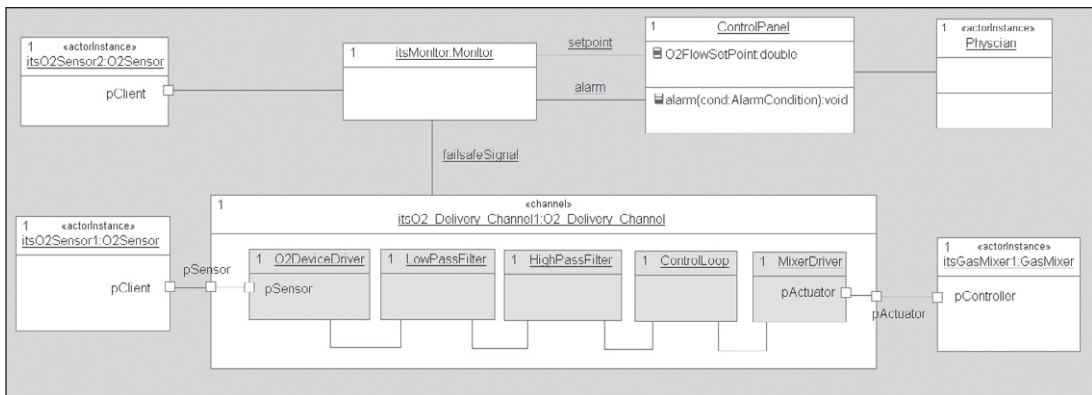 1 «actorInstance»
itsO2Sensor2:O2Sensor
pClient
1
itsMonitor:Monitor
setpoint
alarm
1 ControlPanel
O2FlowSetPoint:double
alarm(cond:AlarmCondition):void
1 «actorInstance»
Physcian
failsafeSignal
1 «actorInstance»
itsO2Sensor1:O2Sensor
pClient
pSensor
1 «channel»
itsO2_Delivery_Channel1:O2_Delivery_Channel
1 O2DeviceDriver
pSensor
1 LowPassFilter
1 HighPassFilter
1 ControlLoop
1 MixerDriver
pActuator
pActuator
1 «actorInstance»
itsGasMixer1:GasMixer
pController